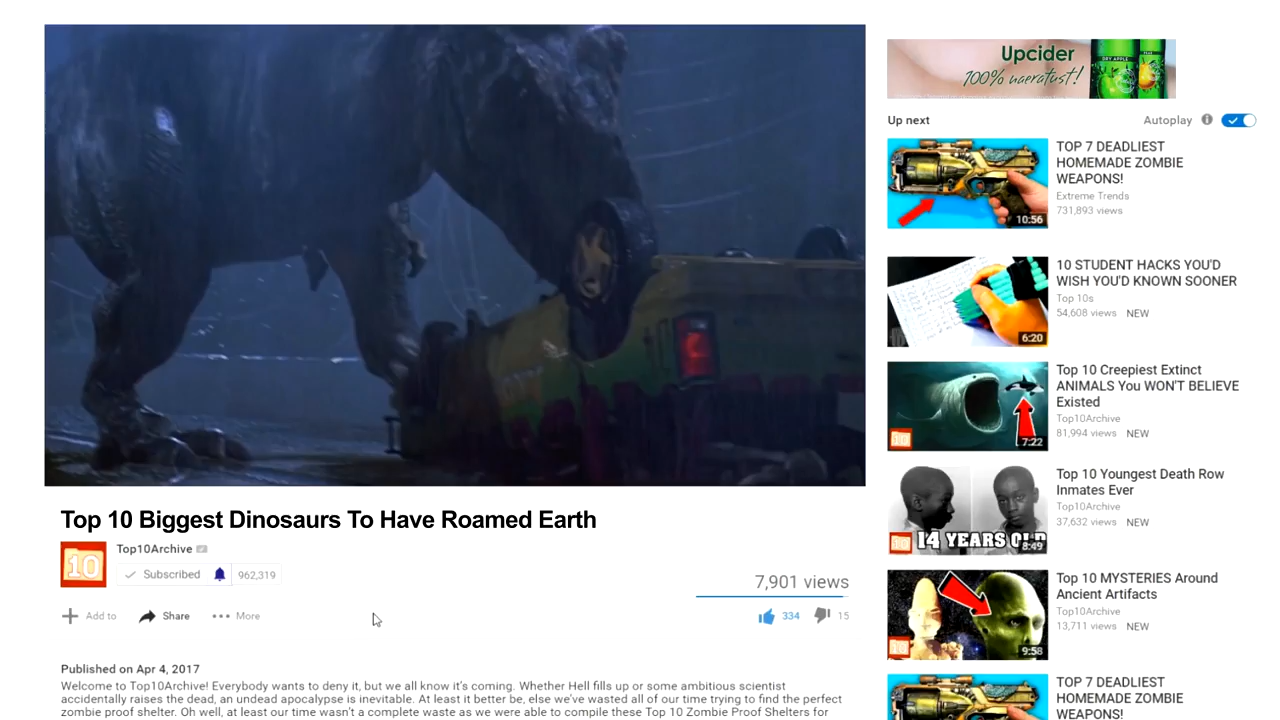 Upcider
100% naeratust!
DRY APPLE
Up next
Autoplay
TOP 7 DEADLIEST
HOMEMADE ZOMBIE
WEAPONS!
Extreme Trends
731,893 views
10:56
10 STUDENT HACKS YOU'D
WISH YOU'D KNOWN SOONER
Top 10s
54,608 views NEW
6:20
Top 10 Creepiest Extinct
ANIMALS You WON'T BELIEVE
Existed
Top10Archive
81,994 views NEW
10
7:22
Top 10 Youngest Death Row
Inmates Ever
Top10Archive
37,632 views NEW
10
14 YEARS OLD
8:49
Top 10 MYSTERIES Around
Ancient Artifacts
Top10Archive
13,711 views NEW
10
9:58
TOP 7 DEADLIEST
HOMEMADE ZOMBIE
WEAPONS!
Top 10 Biggest Dinosaurs To Have Roamed Earth
10
Top10Archive
Subscribed 962,319
7,901 views
Add to Share More 334 15
Published on Apr 4, 2017
Welcome to Top10Archive! Everybody wants to deny it, but we all know it's coming. Whether Hell fills up or some ambitious scientist
accidentally raises the dead, an undead apocalypse is inevitable. At least it better be, else we've wasted all of our time trying to find the perfect
zombie proof shelter. Oh well, at least our time wasn't a complete waste as we were able to compile these Top 10 Zombie Proof Shelters for